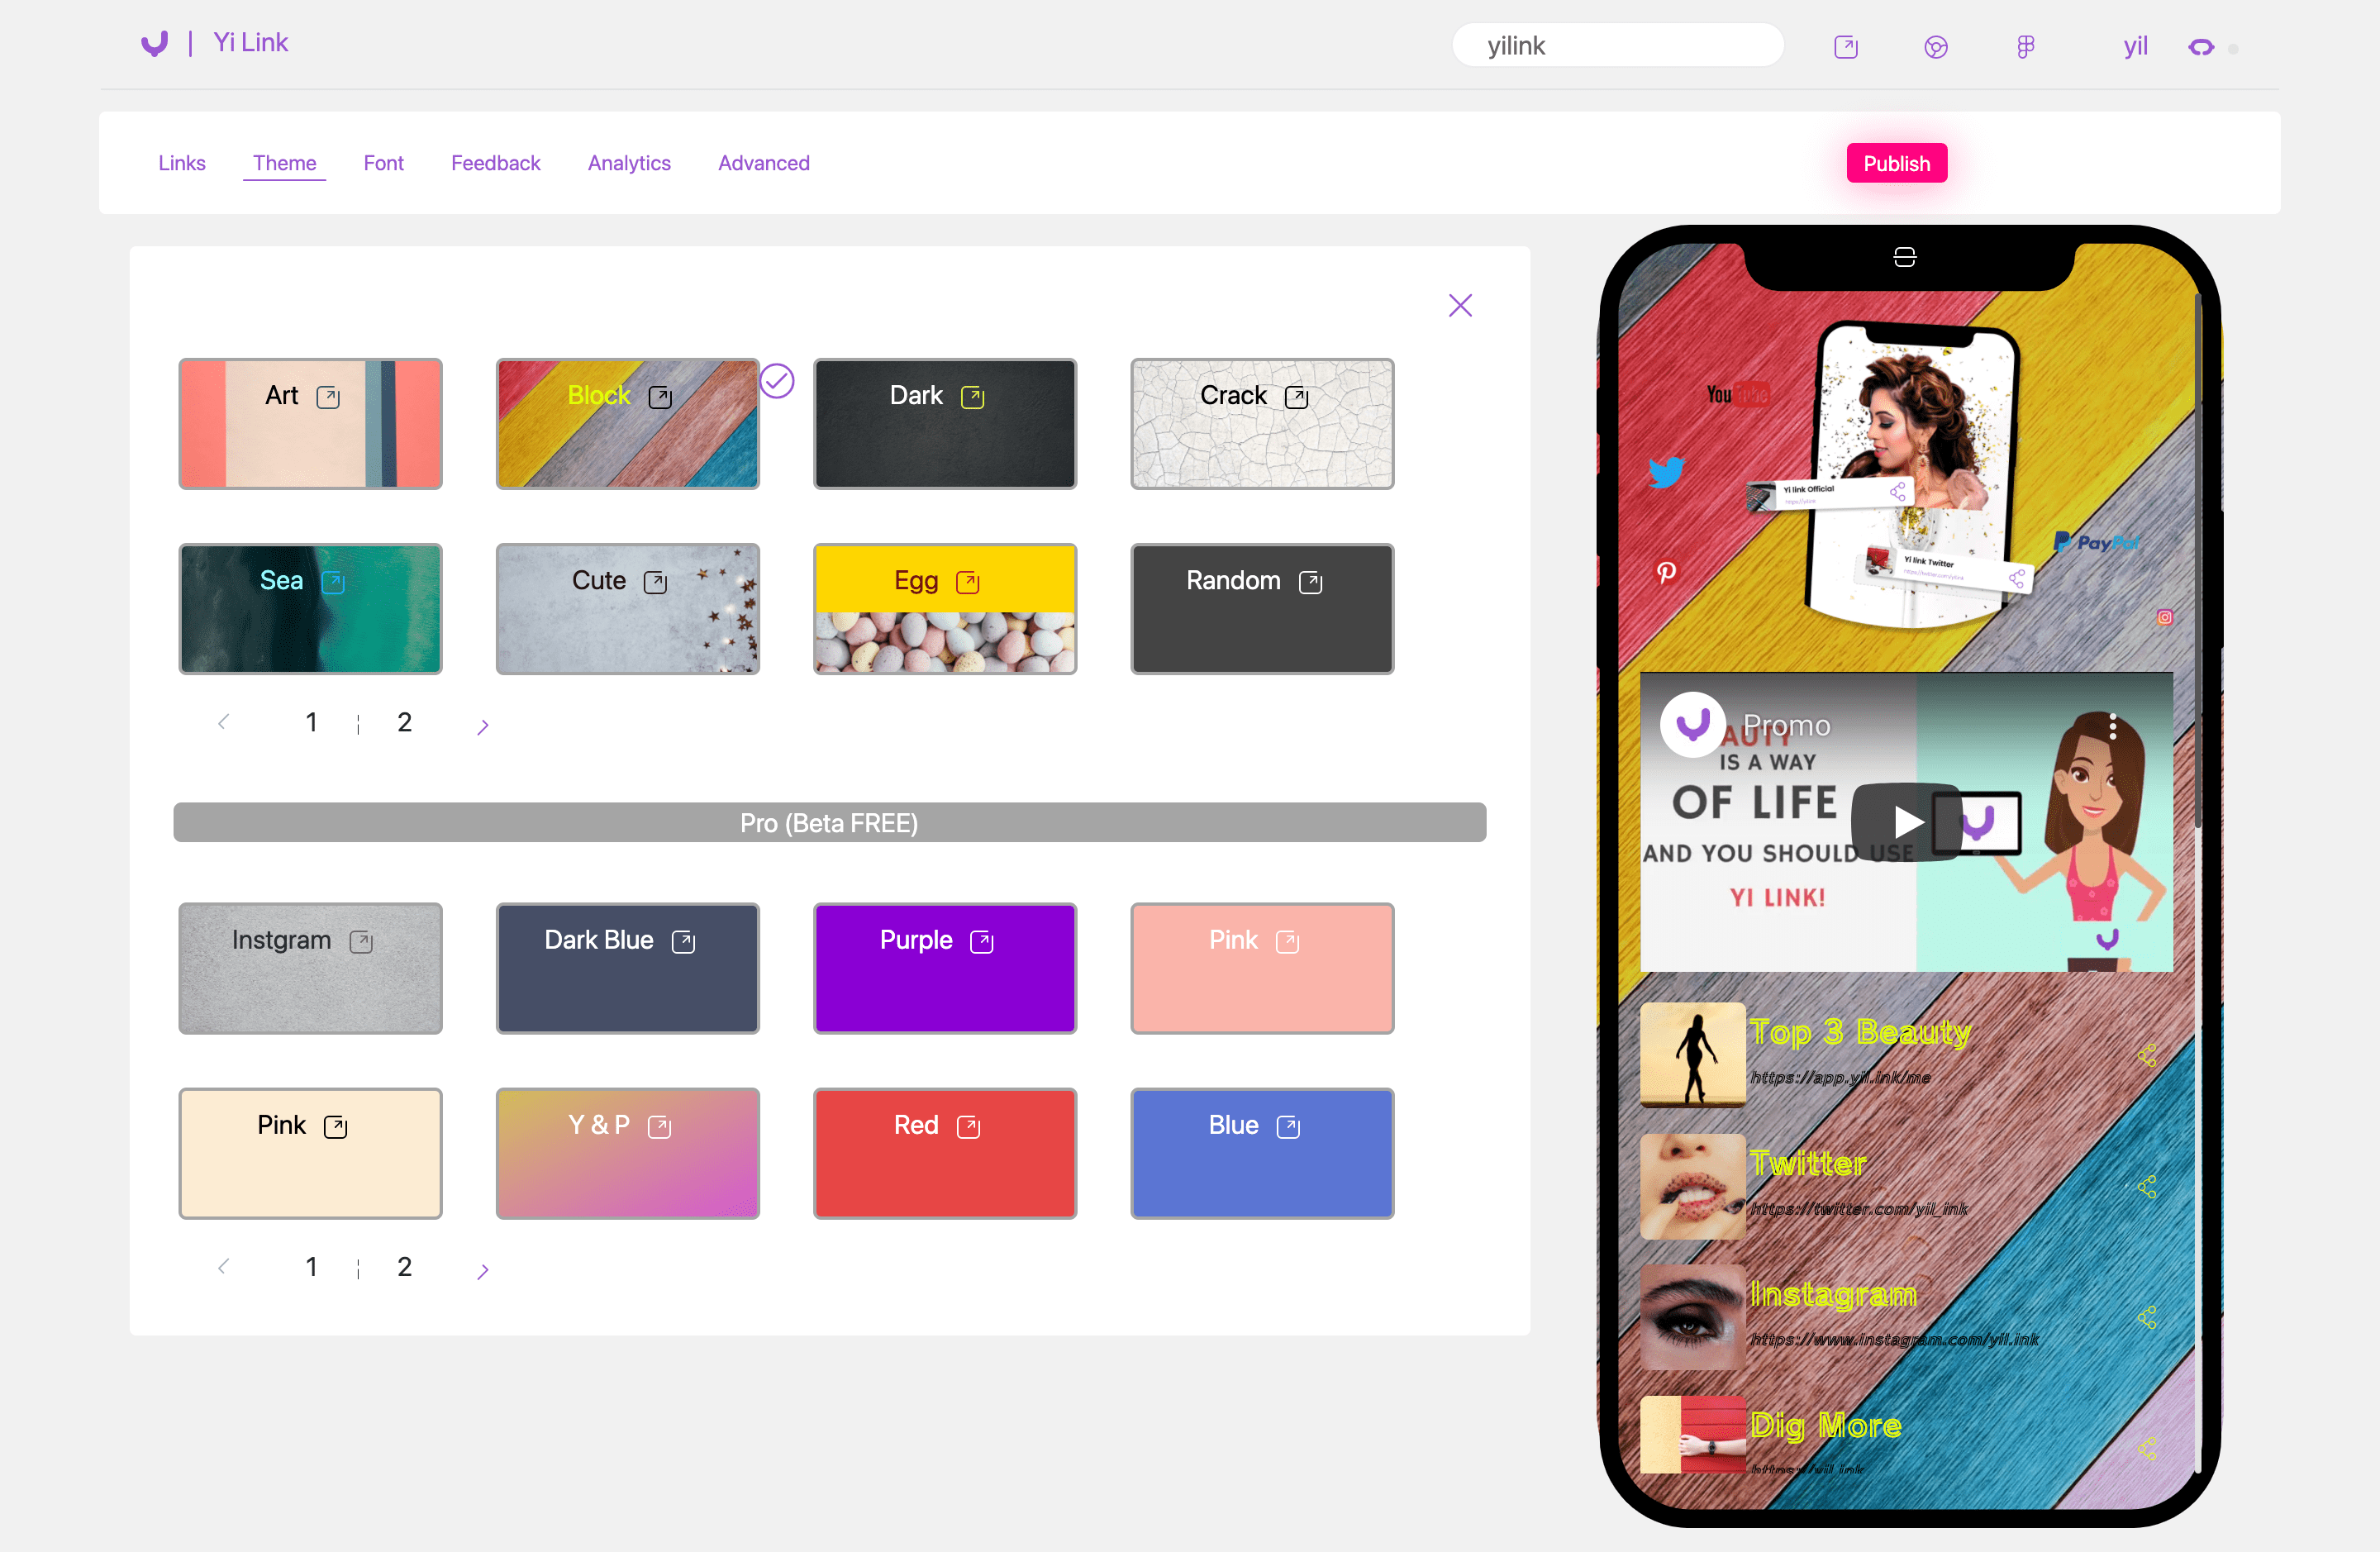 Yi Link
yilink
yil
Links Theme Font Feedback Analytics Advanced
Publish
Art Block Dark Crack
Sea Cute Egg Random
1 ¦ 2
Pro (Beta FREE)
Instgram Dark Blue Purple Pink
Pink Y & P Red Blue
1 ¦ 2
YouTube
Yi link Official
PayPal
Yi link Twitter
https://twitter.com/yilink
Promo
AUTY
IS A WAY
OF LIFE
AND YOU SHOULD USE
YI LINK!
Top 3 Beauty
https://app.yil.ink/me
Twitter
https://twitter.com/yil_ink
Instagram
https://www.instagram.com/yil.ink
Dig More
https://yil.ink